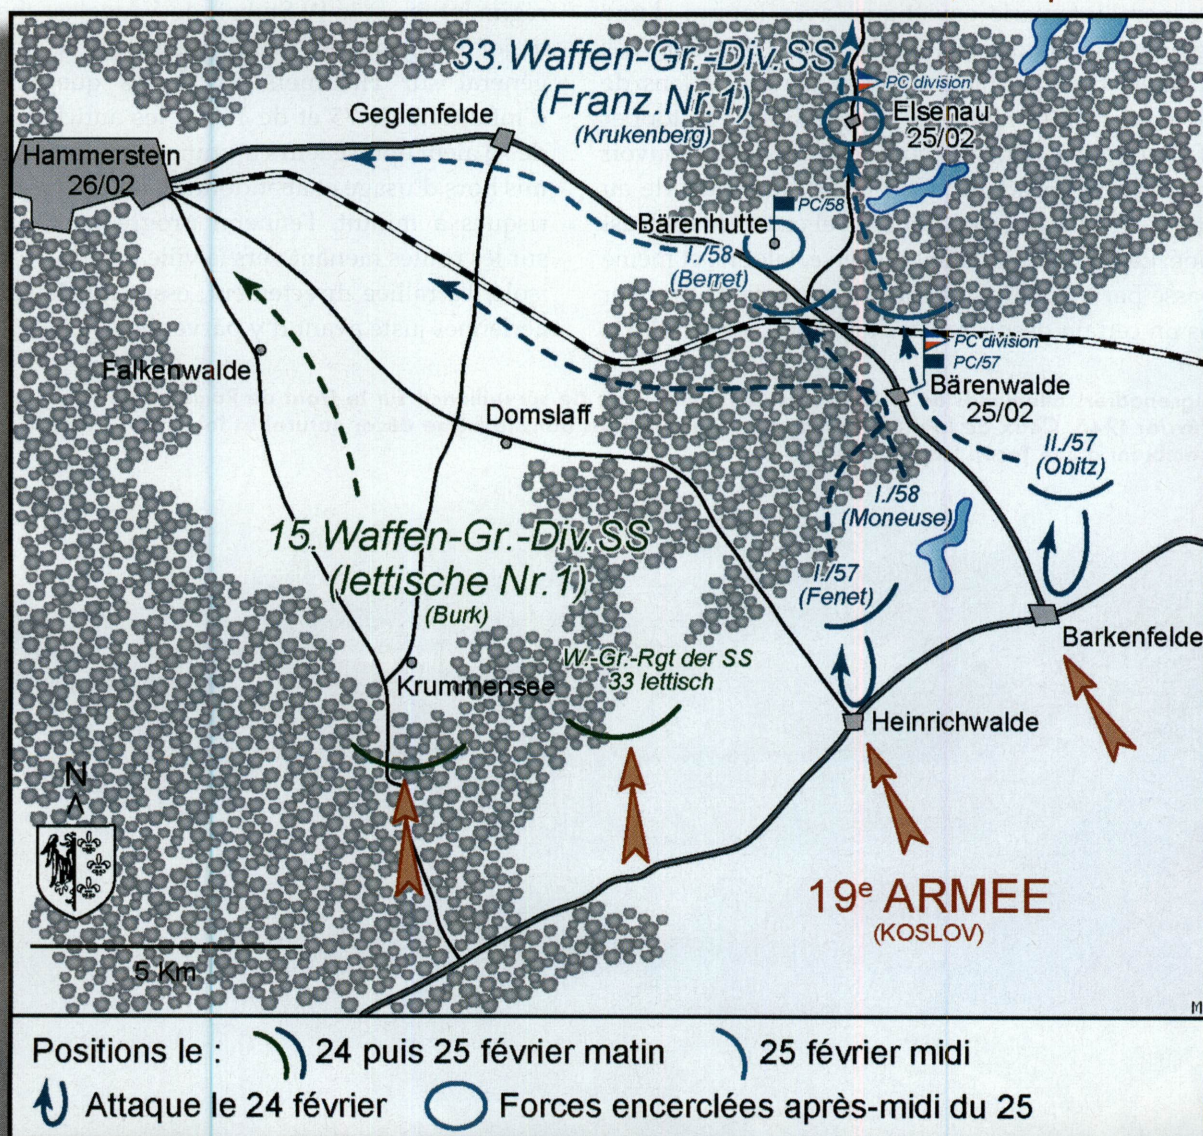 33.Waffen-Gr.-Div.SS
(Franz.Nr.1)
(Krukenberg)
PC division
Elsenau
25/02
Geglenfelde
Hammerstein
26/02
PC/58
Bärenhutte
I./58
(Berret)
PC division
PC/57
Bärenwalde
25/02
Falkenwalde
Domslaff
II./57
(Obitz)
I./58
(Moneuse)
15.Waffen-Gr.-Div.SS
(lettische Nr.1)
(Burk)
I./57
(Fenet)
Barkenfelde
W.-Gr.-Rgt der SS
33 lettisch
Krummensee
Heinrichwalde
N
19e ARMEE
(KOSLOV)
5 Km
M
Positions le :
24 puis 25 février matin
25 février midi
Attaque le 24 février
Forces encerclées après-midi du 25